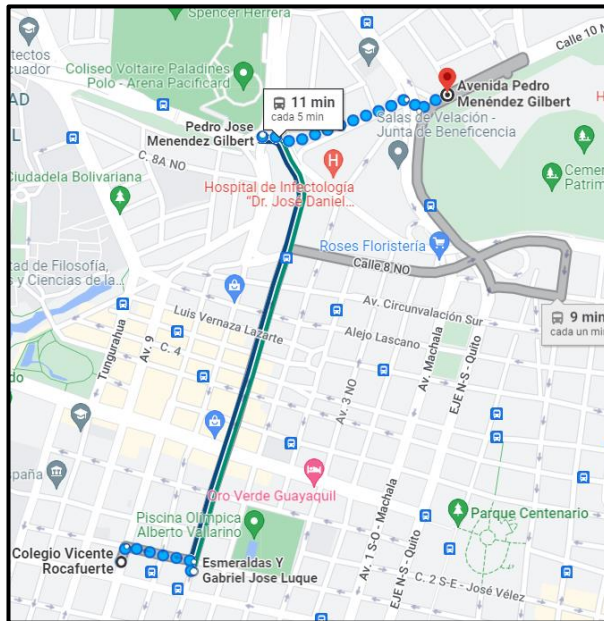 Spencer Herrera
Calle 10 N
Coliseo Voltaire Paladines
Polo - Arena Pacificard
11 min
cada 5 min
Avenida Pedro
Menéndez Gilbert
Pedro Jose
Menendez Gilbert
Salas de Velación -
Junta de Beneficencia
C. 8A NO
Ciudadela Bolivariana
Hospital de Infectología
"Dr. José Daniel...
Cemen
Patrim
Roses Floristería
Calle 8 NO
tad de Filosofía,
s y Ciencias de la...
Av. Circunvalación Sur
9 min
cada un min
Luis Vernaza Lazarte
Alejo Lascano
Tungurahua
Av. 9
C. 4
Av. 3 NO
Av. Machala
EJE N-S - Quito
España
Oro Verde Guayaquil
Piscina Olímpica
Alberto Vallarino
Parque Centenario
Colegio Vicente
Rocafuerte
Esmeraldas Y
Gabriel Jose Luque
Av. 1 S-O - Machala
EJE N-S - Quito
C. 2 S-E - José Vélez